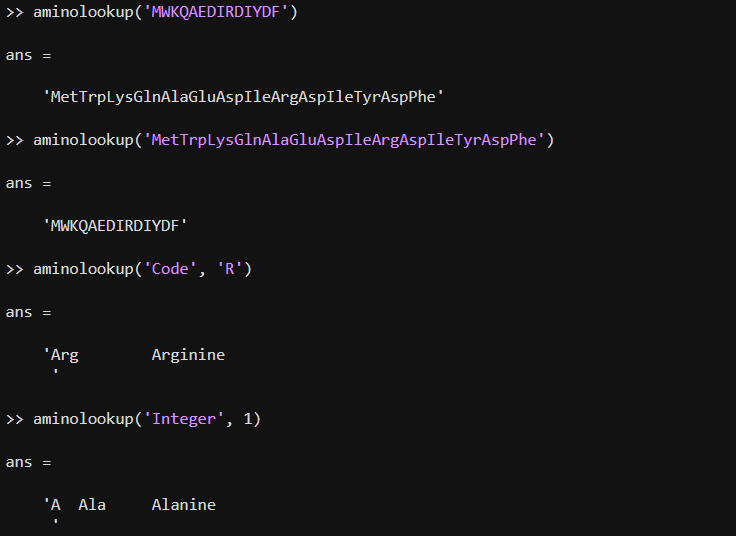 >> aminolookup('MWKQAEDIRDIYDF')
ans =
'MetTrpLysGlnAlaGluAspIleArgAspIleTyrAspPhe'
>> aminolookup('MetTrpLysGlnAlaGluAspIleArgAspIleTyrAspPhe')
ans =
'MWKQAEDIRDIYDF'
>> aminolookup('Code', 'R')
ans =
'Arg        Arginine
'
>> aminolookup('Integer', 1)
ans =
'A  Ala     Alanine
'